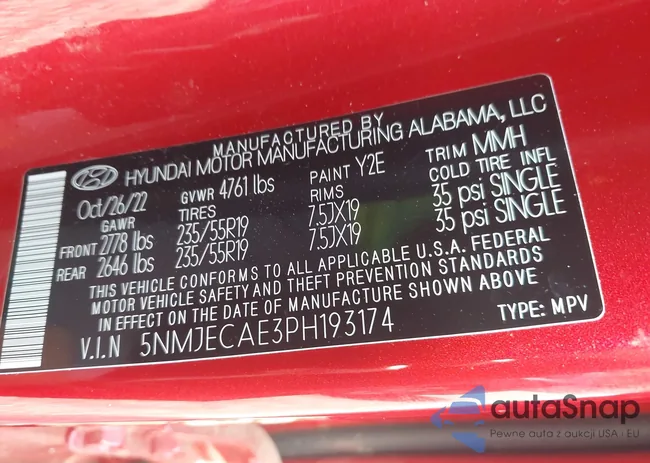 MANUFACTURED BY
HYUNDAI MOTOR MANUFACTURING ALABAMA, LLC
Oct/26/22 GVWR 4761 lbs PAINT Y2E TRIM MMH
GAWR TIRES RIMS COLD TIRE INFL
FRONT 2778 lbs 235/55R19 7.5JX19 35 psi SINGLE
REAR 2646 lbs 235/55R19 7.5JX19 35 psi SINGLE
THIS VEHICLE CONFORMS TO ALL APPLICABLE U.S.A. FEDERAL
MOTOR VEHICLE SAFETY AND THEFT PREVENTION STANDARDS
IN EFFECT ON THE DATE OF MANUFACTURE SHOWN ABOVE
V.I.N 5NMJECAE3PH193174 TYPE: MPV
autaSnap
Pewne auta z aukcji USA · EU